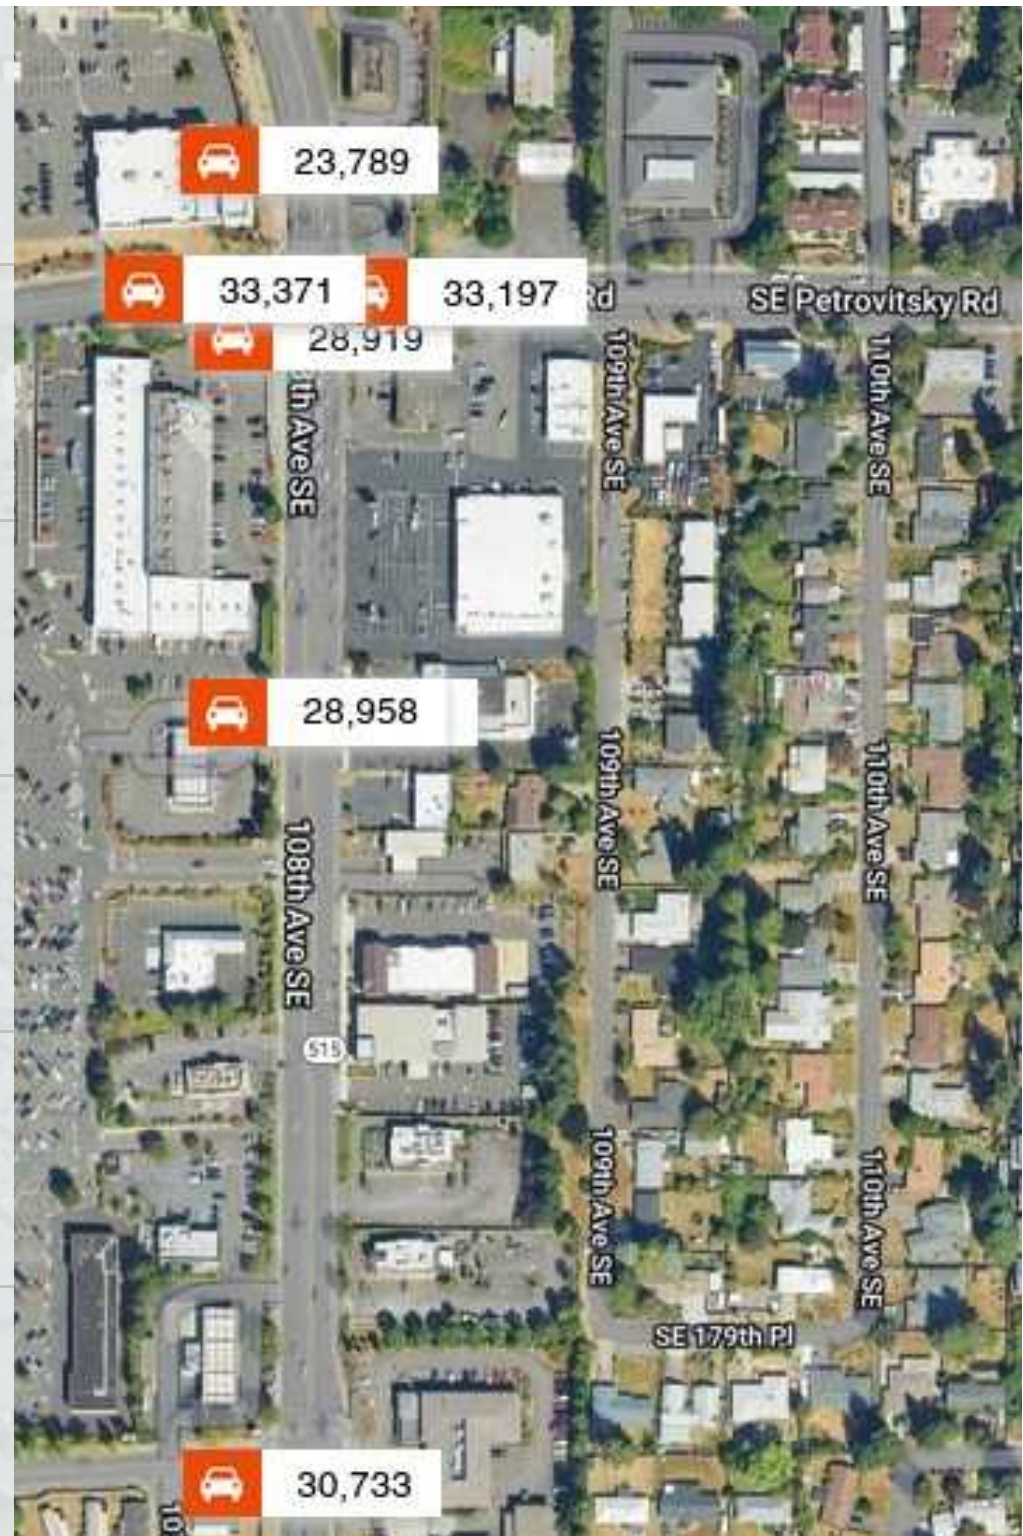 23,789
33,371
33,197
Rd
SE Petrovitsky Rd
28,919
th Ave SE
109th Ave SE
110th Ave SE
28,958
109th Ave SE
110th Ave SE
108th Ave SE
515
109th Ave SE
110th Ave SE
SE 179th Pl
30,733
10